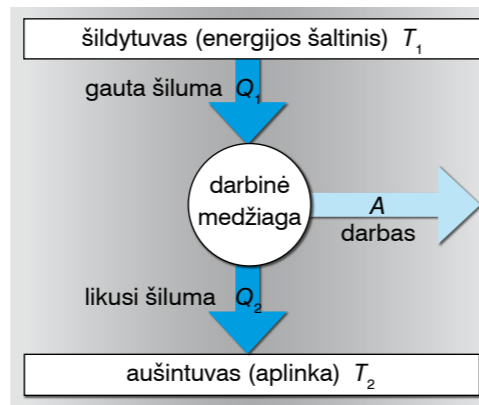 šildytuvas (energijos šaltinis) T₁
gauta šiluma Q₁
darbinė
medžiaga
A
darbas
likusi šiluma Q₂
aušintuvas (aplinka) T₂